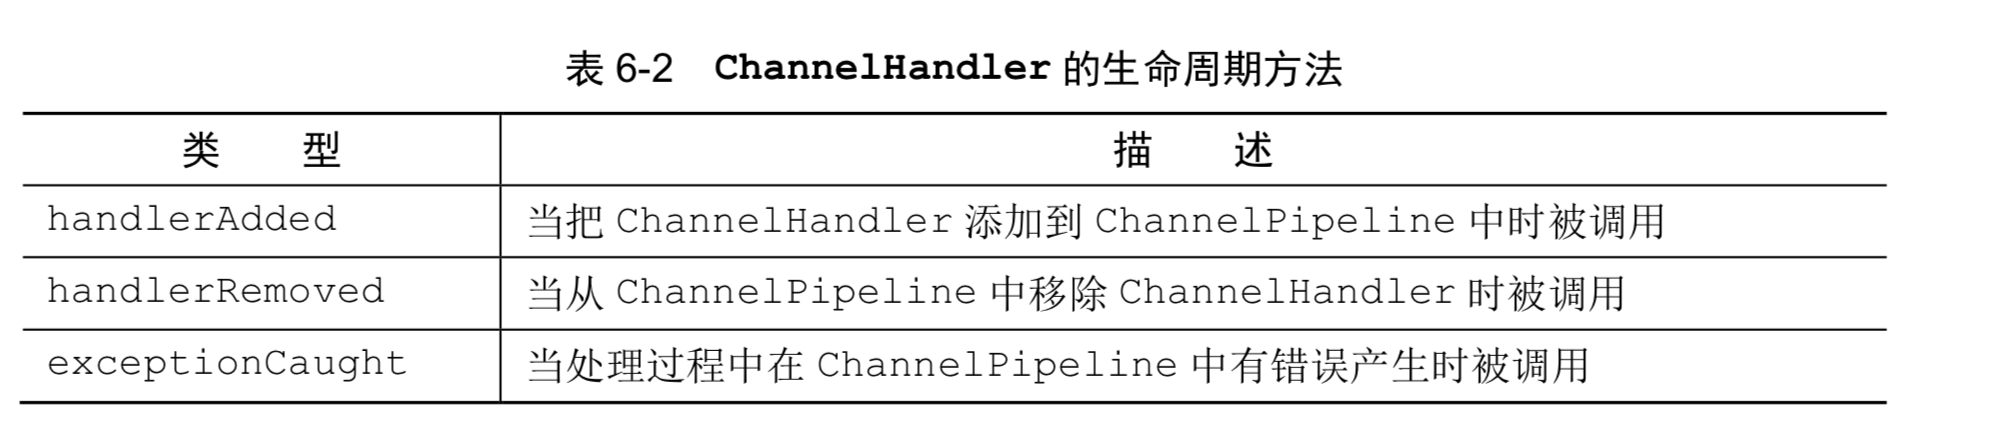 表 6-2 ChannelHandler 的生命周期方法
类 型 描 述
handlerAdded 当把 ChannelHandler 添加到 ChannelPipeline 中时被调用
handlerRemoved 当从 ChannelPipeline 中移除 ChannelHandler 时被调用
exceptionCaught 当处理过程中在 ChannelPipeline 中有错误产生时被调用